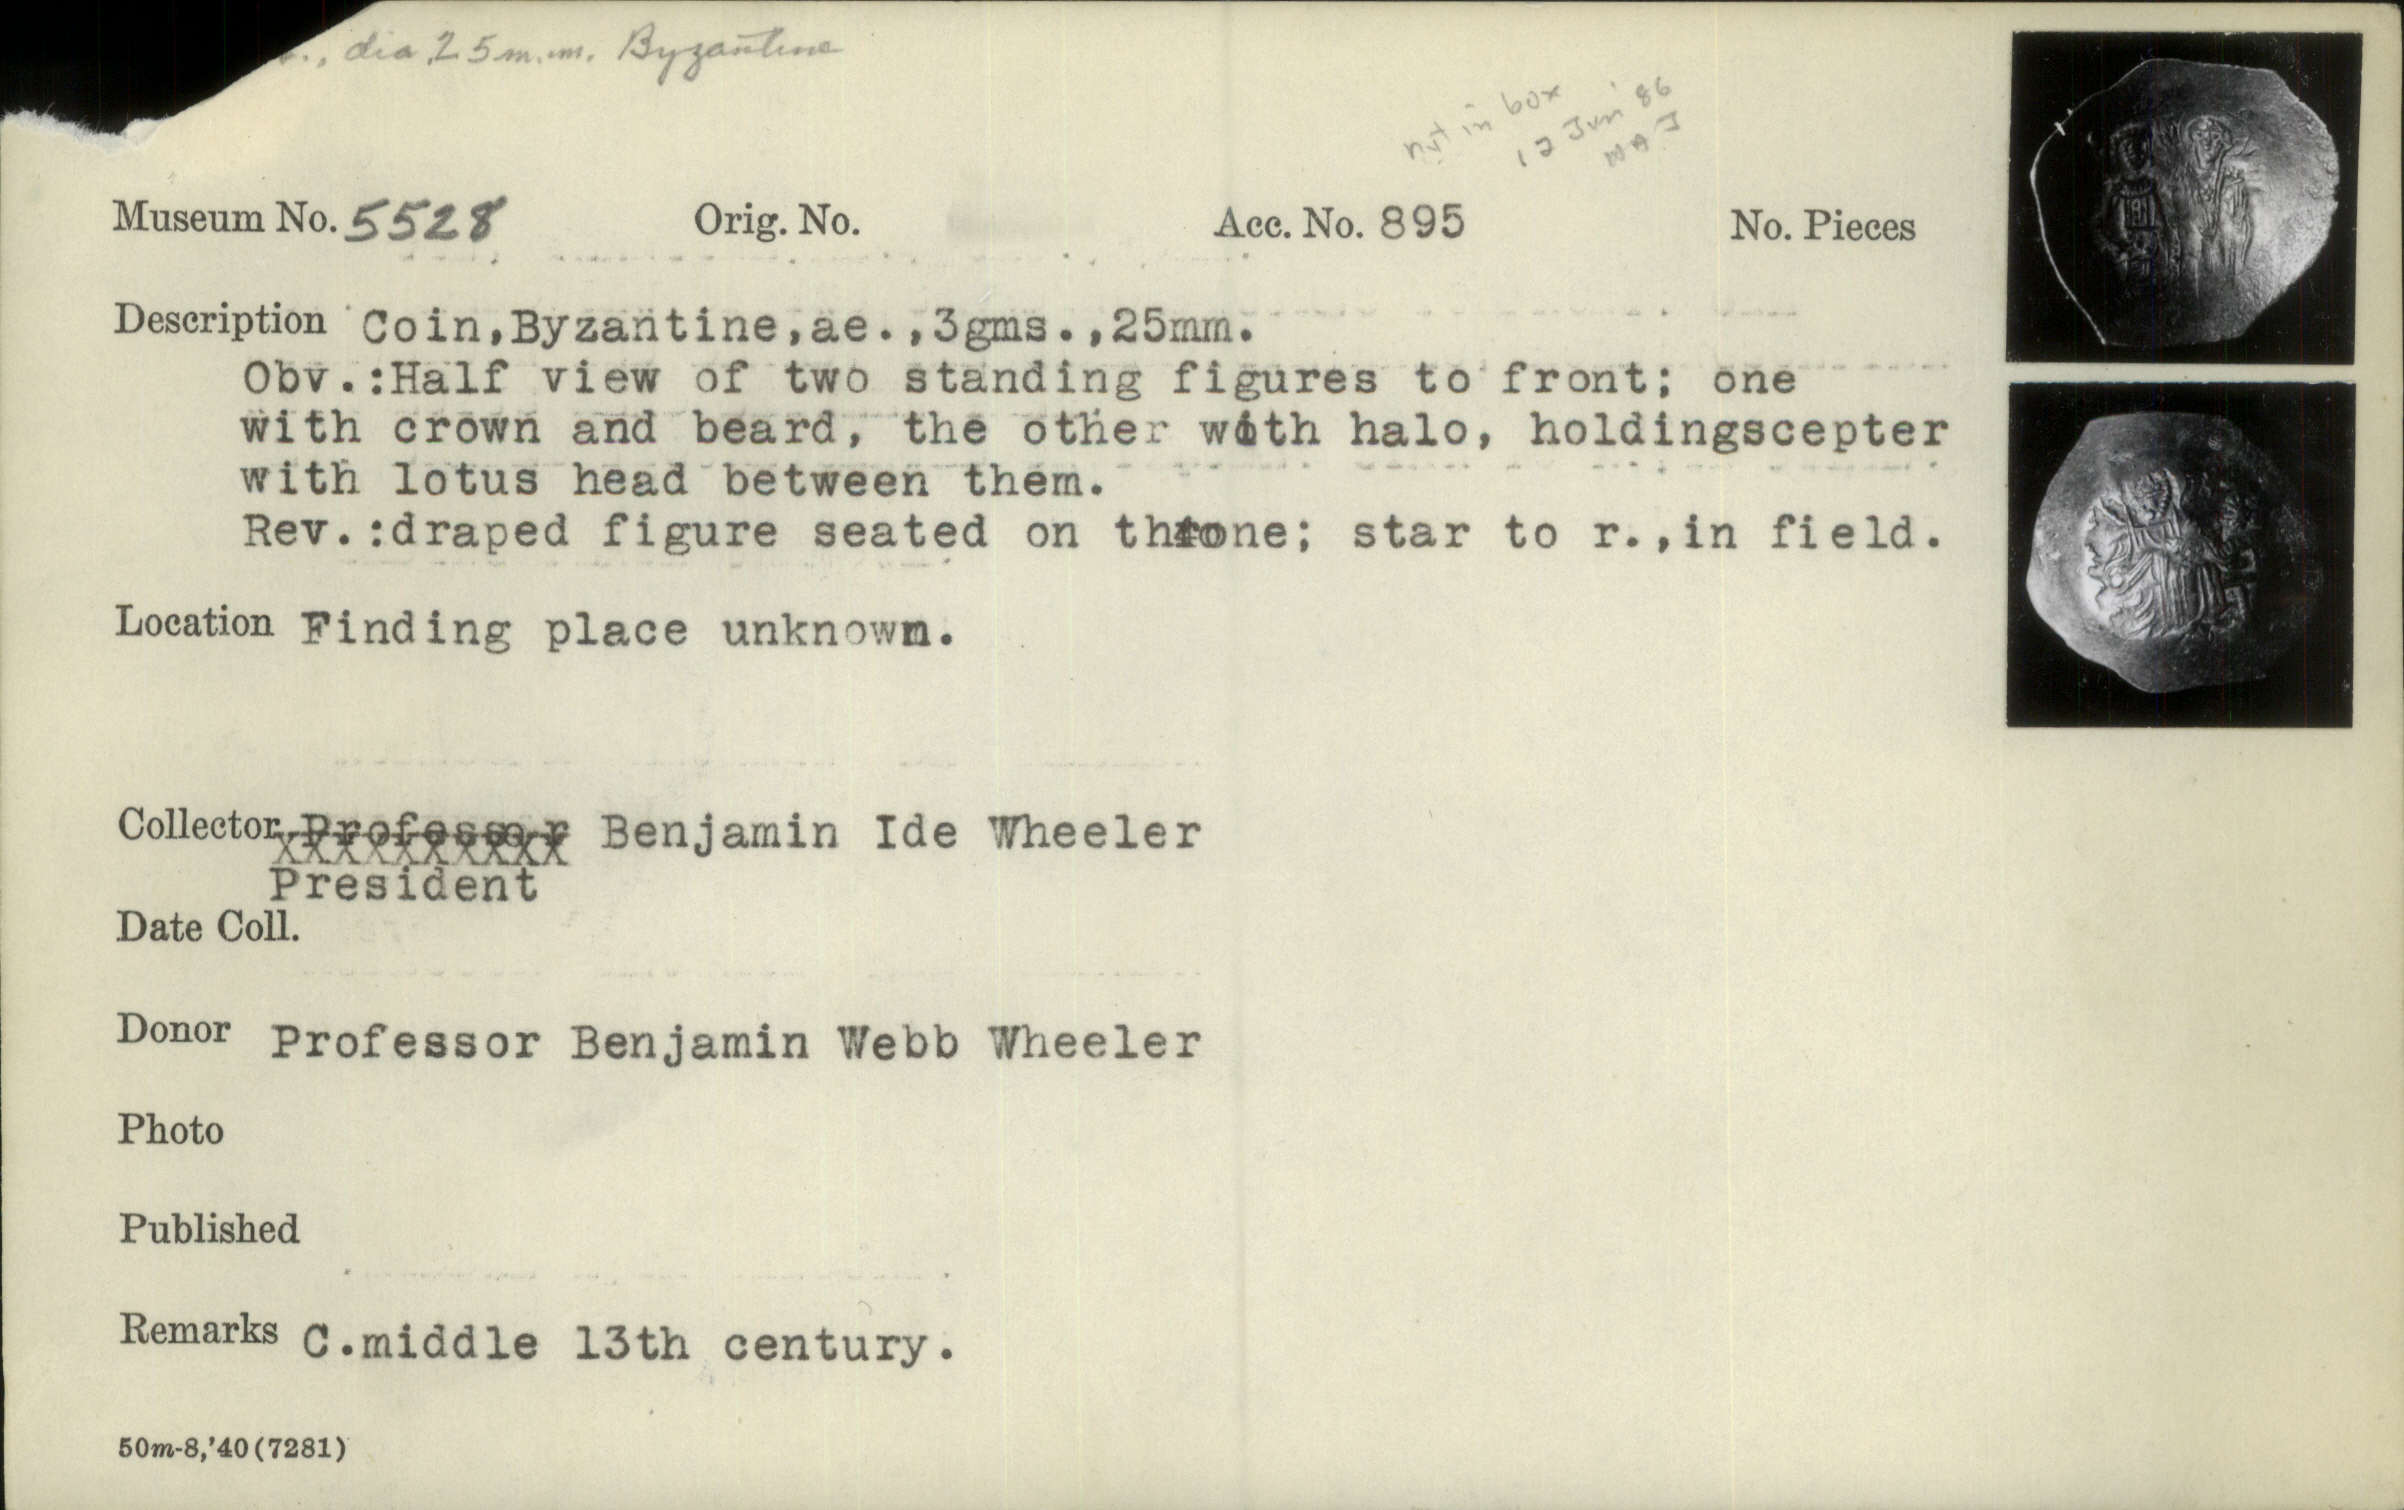 dia 25 m.m. Byzantine
not in box
12 Jun '86
Museum No. 5528 Orig. No. Acc. No. 895 No. Pieces
Description Coin,Byzantine,ae.,3gms.,25mm.
Obv.:Half view of two standing figures to front; one
with crown and beard, the other with halo, holdingscepter
with lotus head between them.
Rev.:draped figure seated on throne; star to r.,in field.
Location Finding place unknown.
Collector Professor Benjamin Ide Wheeler
XXXXXXXXXX
President
Date Coll.
Donor Professor Benjamin Webb Wheeler
Photo
Published
Remarks C.middle 13th century.
50m-8,'40(7281)